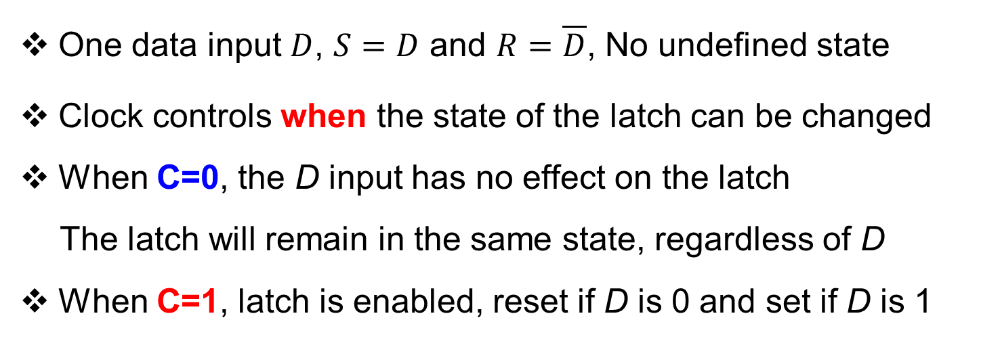 ❖ One data input D, S = D and R = D̅, No undefined state
❖ Clock controls when the state of the latch can be changed
❖ When C=0, the D input has no effect on the latch
The latch will remain in the same state, regardless of D
❖ When C=1, latch is enabled, reset if D is 0 and set if D is 1